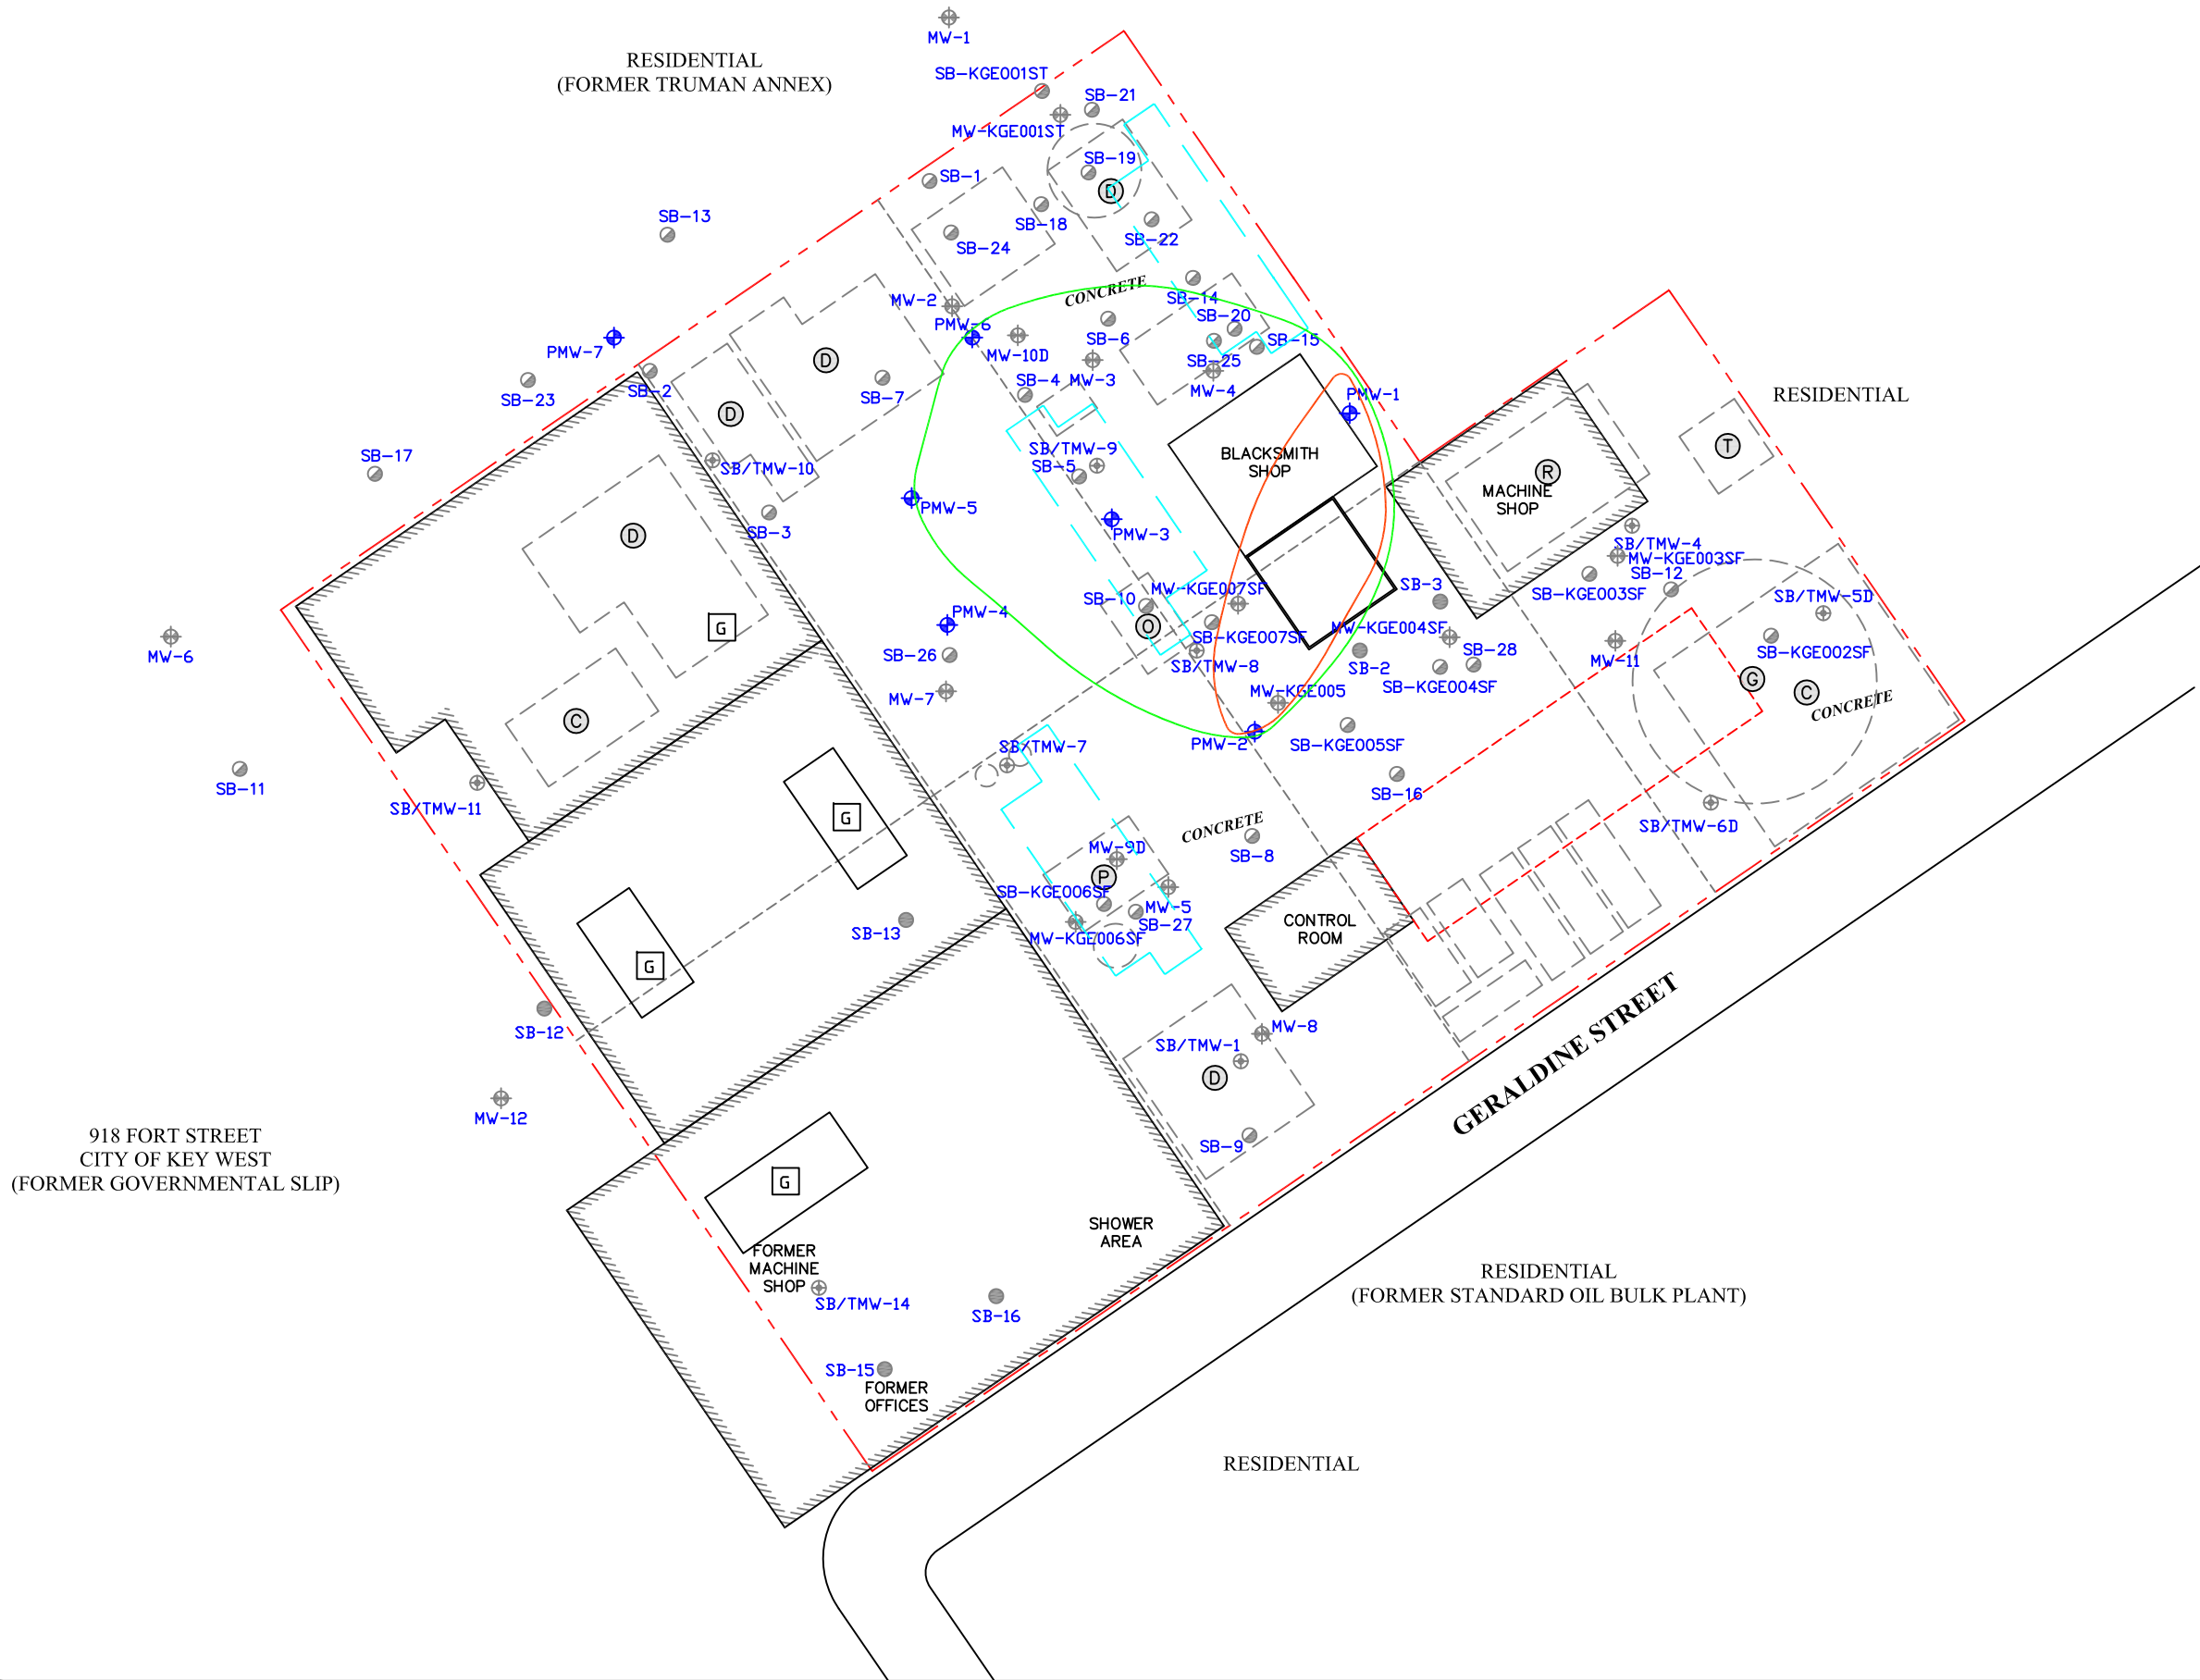 MW-1
RESIDENTIAL
(FORMER TRUMAN ANNEX)
SB-KGE001ST
SB-21
MW-KGE001ST
SB-19
D
SB-1
SB-13
SB-18
SB-24
SB-22
CONCRETE
MW-2
SB-14
PMW-6
SB-20
SB-6
SB-15
PMW-7
MW-10D
SB-25
D
SB-4
MW-3
MW-4
SB-2
SB-7
PMW-1
RESIDENTIAL
SB-23
D
SB/TMW-9
BLACKSMITH
SHOP
T
SB-17
SB-5
SB/TMW-10
R
MACHINE
SHOP
PMW-5
SB-3
D
PMW-3
SB/TMW-4
MW-KGE003SF
SB-12
SB-3
MW-KGE007SF
SB-KGE003SF
SB/TMW-5D
SB-10
PMW-4
G
O
MW-KGE004SF
SB-KGE007SF
MW-6
SB-26
SB/TMW-8
SB-2
SB-28
MW-11
SB-KGE002SF
G
SB-KGE004SF
MW-7
MW-KGE005
C
C
CONCRETE
PMW-2
SB-KGE005SF
SB/TMW-7
SB-11
SB/TMW-11
SB-16
G
CONCRETE
SB/TMW-6D
MW-9D
SB-8
P
SB-KGE006SF
MW-5
SB-27
CONTROL
ROOM
SB-13
MW-KGE006SF
G
SB-12
MW-8
SB/TMW-1
GERALDINE STREET
D
MW-12
918 FORT STREET
CITY OF KEY WEST
(FORMER GOVERNMENTAL SLIP)
SB-9
G
SHOWER
AREA
FORMER
MACHINE
SHOP
SB/TMW-14
SB-16
RESIDENTIAL
(FORMER STANDARD OIL BULK PLANT)
SB-15
FORMER
OFFICES
RESIDENTIAL